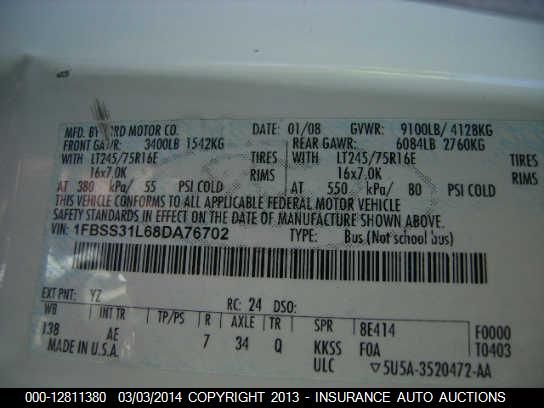 MFD. BY FORD MOTOR CO. DATE: 01/08 GVWR: 9100LB/ 4128KG
FRONT GAWR: 3400LB 1542KG REAR GAWR: 6084LB 2760KG
WITH LT245/75R16E TIRES WITH LT245/75R16E TIRES
16x7.0K RIMS 16x7.0K RIMS
AT 380 kPa/ 55 PSI COLD AT 550 kPa/ 80 PSI COLD
THIS VEHICLE CONFORMS TO ALL APPLICABLE FEDERAL MOTOR VEHICLE
SAFETY STANDARDS IN EFFECT ON THE DATE OF MANUFACTURE SHOWN ABOVE.
VIN: 1FBSS31L68DA76702 TYPE: Bus (Not school bus)
EXT PNT: YZ RC: 24 DSO:
WB INT TR TP/PS R AXLE TR SPR 8E414 F0000
138 AE 7 34 Q KKSS F0A T0403
MADE IN U.S.A. ULC ▽5U5A-3520472-AA
000-12811380 03/03/2014 COPYRIGHT 2013 - INSURANCE AUTO AUCTIONS